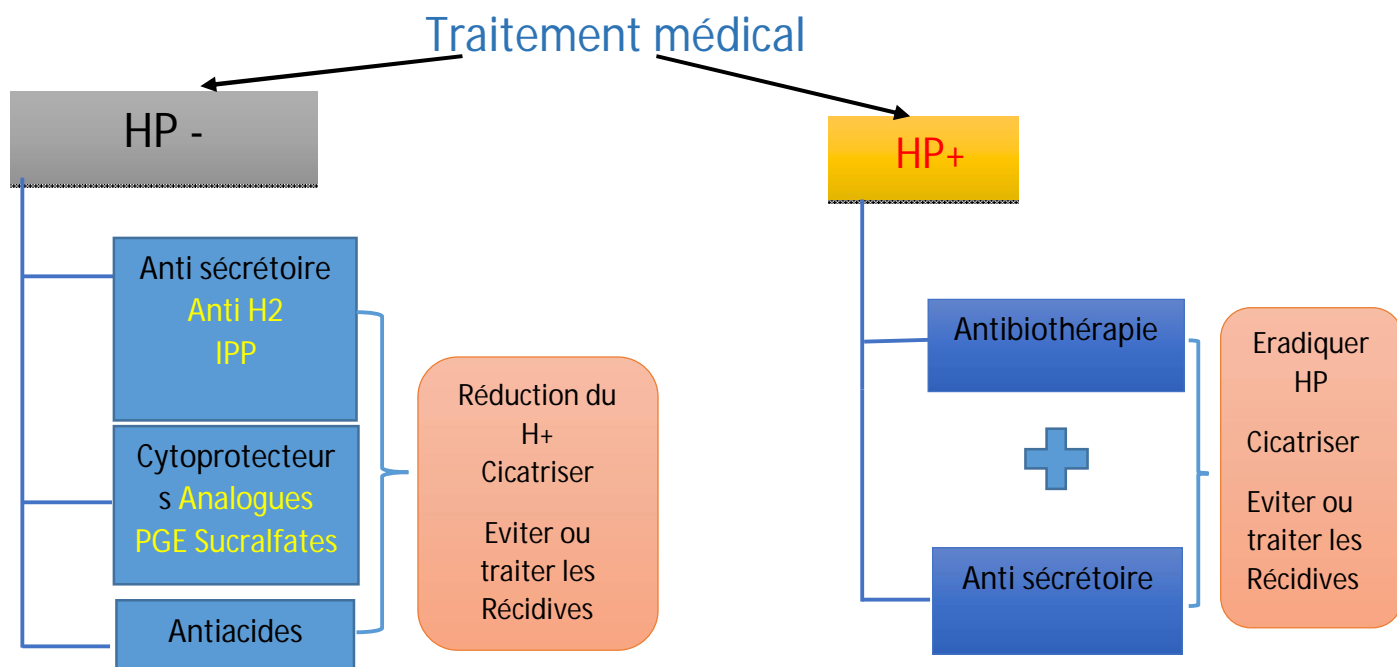 Traitement médical
HP -
HP+
Anti sécrétoire
Anti H2
IPP
Cytoprotecteur
s Analogues
PGE Sucralfates
Antiacides
Réduction du
H+
Cicatriser
Eviter ou
traiter les
Récidives
Antibiothérapie
Anti sécrétoire
Eradiquer
HP
Cicatriser
Eviter ou
traiter les
Récidives